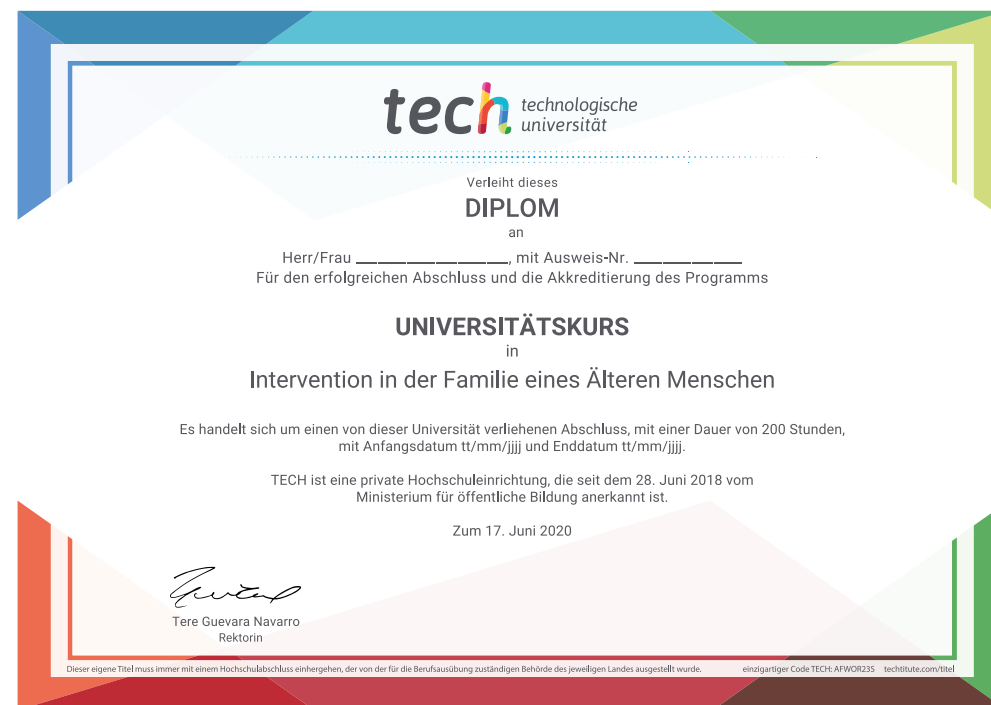 tech technologische
universität
Verleiht dieses
DIPLOM
an
Herr/Frau ______________, mit Ausweis-Nr. __________
Für den erfolgreichen Abschluss und die Akkreditierung des Programms
UNIVERSITÄTSKURS
in
Intervention in der Familie eines Älteren Menschen
Es handelt sich um einen von dieser Universität verliehenen Abschluss, mit einer Dauer von 200 Stunden,
mit Anfangsdatum tt/mm/jjjj und Enddatum tt/mm/jjjj.
TECH ist eine private Hochschuleinrichtung, die seit dem 28. Juni 2018 vom
Ministerium für öffentliche Bildung anerkannt ist.
Zum 17. Juni 2020
Tere Guevara Navarro
Rektorin
Dieser eigene Titel muss immer mit einem Hochschulabschluss einhergehen, der von der für die Berufsausübung zuständigen Behörde des jeweiligen Landes ausgestellt wurde. einzigartiger Code TECH: AFWOR23S techtitute.com/titel